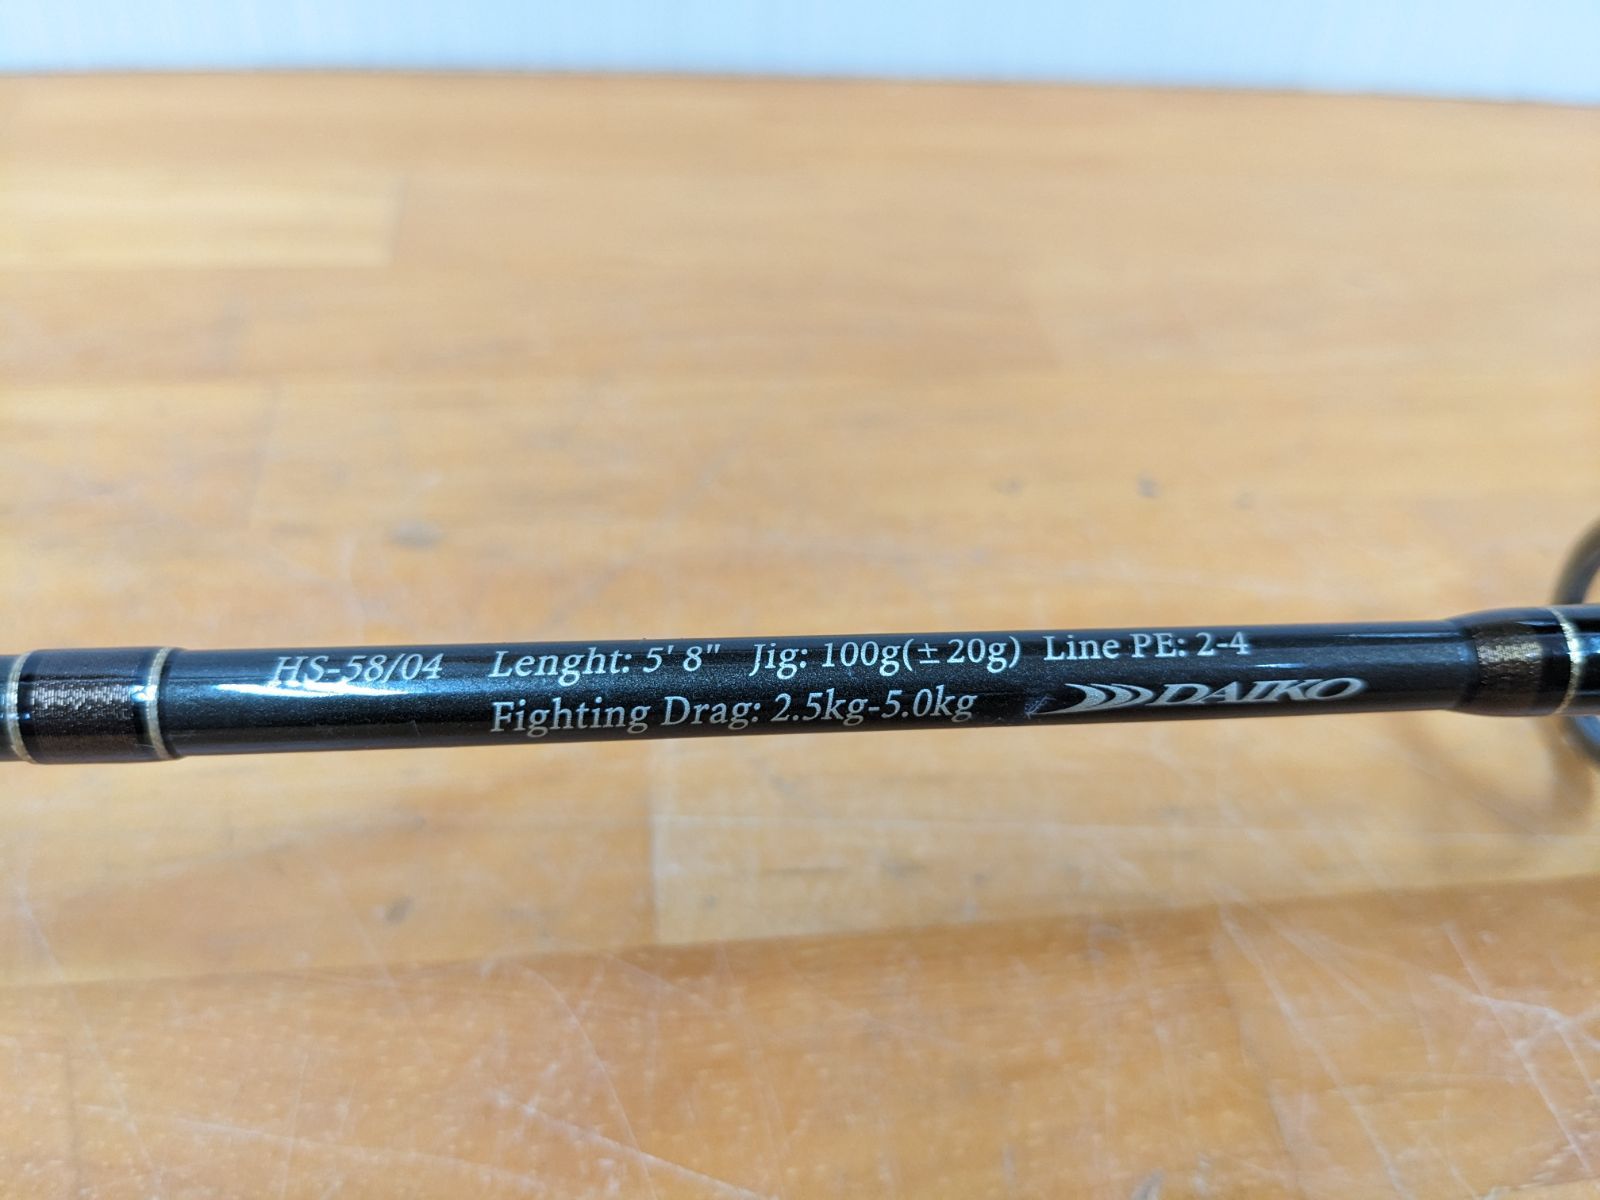 HS-58/04 Lenght: 5' 8" Jig: 100g(±20g) Line PE: 2-4
Fighting Drag: 2.5kg-5.0kg DAIKO